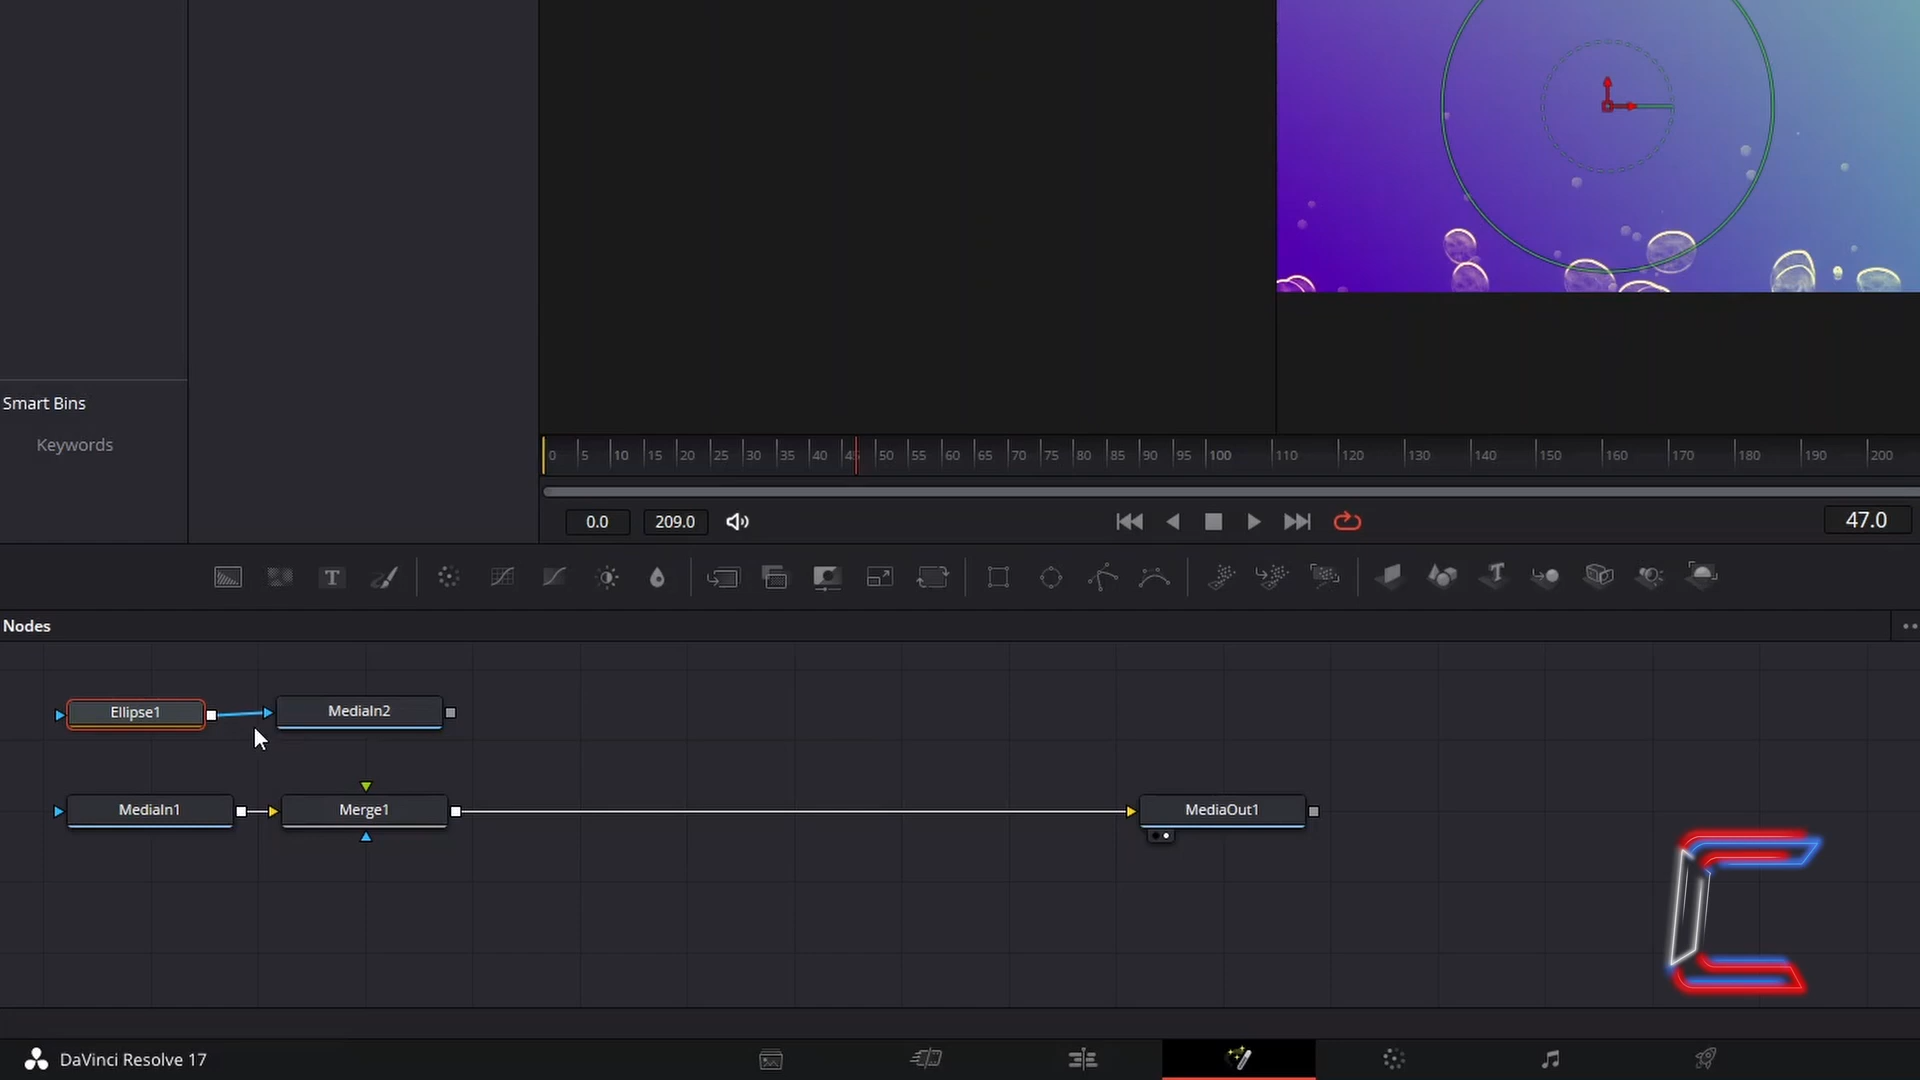 Smart Bins
Keywords
0 5 10 15 20 25 30 35 40 45 50 55 60 65 70 75 80 85 90 95 100 110 120 130 140 150 160 170 180 190 200
0.0 209.0 47.0
T
Nodes
Ellipse1 MediaIn2
MediaIn1 Merge1 MediaOut1
C
DaVinci Resolve 17